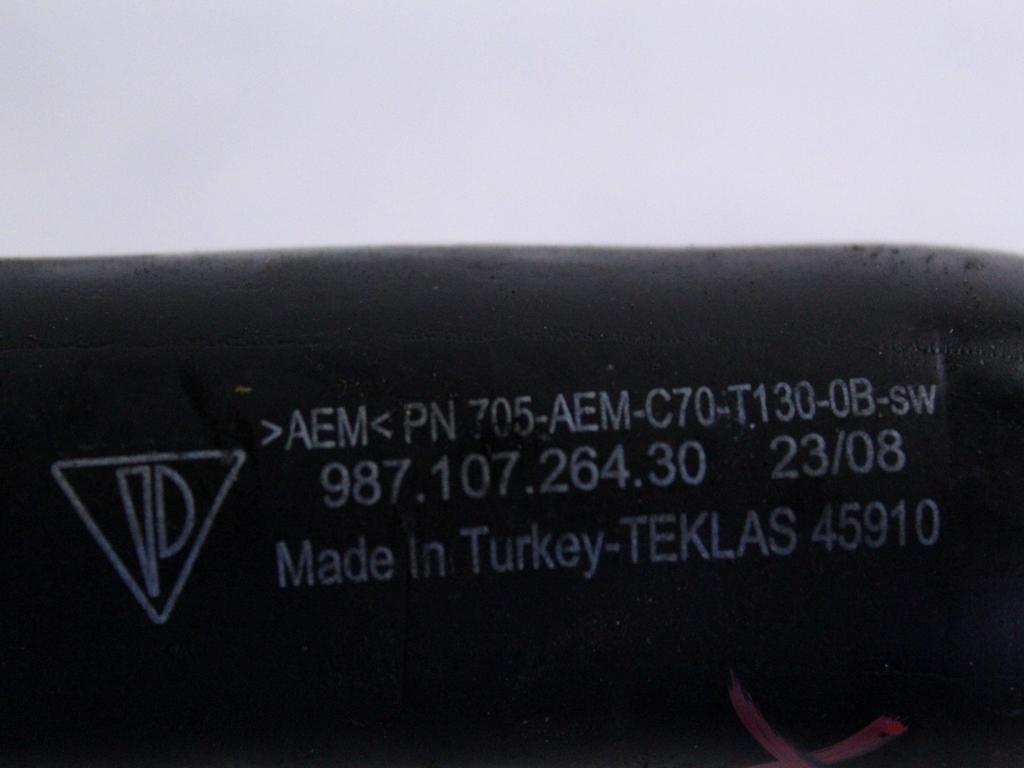 >AEM< PN 705-AEM-C70-T130-0B-sw
987.107.264.30 23/08
Made In Turkey-TEKLAS 45910